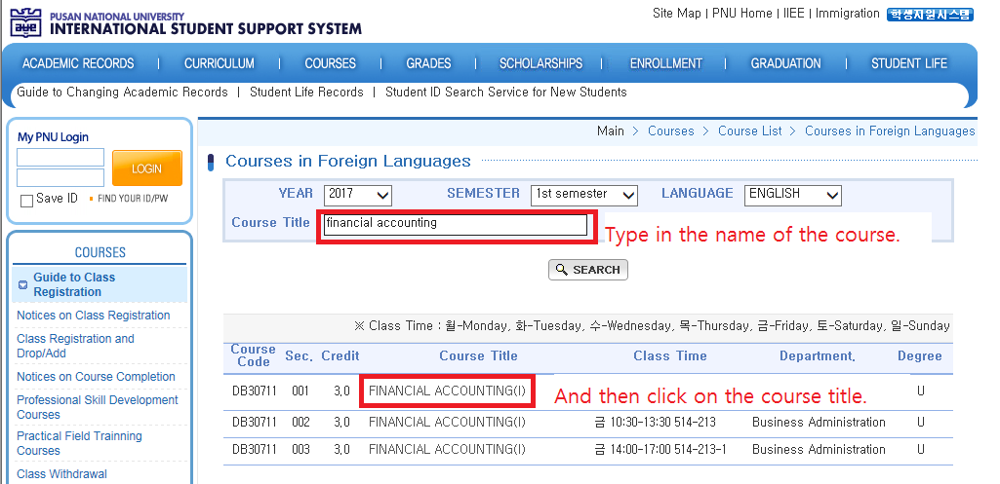 PUSAN NATIONAL UNIVERSITY
INTERNATIONAL STUDENT SUPPORT SYSTEM
Site Map | PNU Home | IIEE | Immigration 학생지원시스템
ACADEMIC RECORDS | CURRICULUM | COURSES | GRADES | SCHOLARSHIPS | ENROLLMENT | GRADUATION | STUDENT LIFE
Guide to Changing Academic Records | Student Life Records | Student ID Search Service for New Students
My PNU Login
LOGIN
Save ID FIND YOUR ID/PW
COURSES
Guide to Class
Registration
Notices on Class Registration
Class Registration and
Drop/Add
Notices on Course Completion
Professional Skill Development
Courses
Practical Field Trainning
Courses
Class Withdrawal
Main > Courses > Course List > Courses in Foreign Languages
Courses in Foreign Languages
YEAR 2017 SEMESTER 1st semester LANGUAGE ENGLISH
Course Title financial accounting Type in the name of the course.
SEARCH
※ Class Time : 월-Monday, 화-Tuesday, 수-Wednesday, 목-Thursday, 금-Friday, 토-Saturday, 일-Sunday
Course Code Sec. Credit Course Title Class Time Department. Degree
DB30711 001 3.0 FINANCIAL ACCOUNTING(I) And then click on the course title. U
DB30711 002 3.0 FINANCIAL ACCOUNTING(I) 금 10:30-13:30 514-213 Business Administration U
DB30711 003 3.0 FINANCIAL ACCOUNTING(I) 금 14:00-17:00 514-213-1 Business Administration U